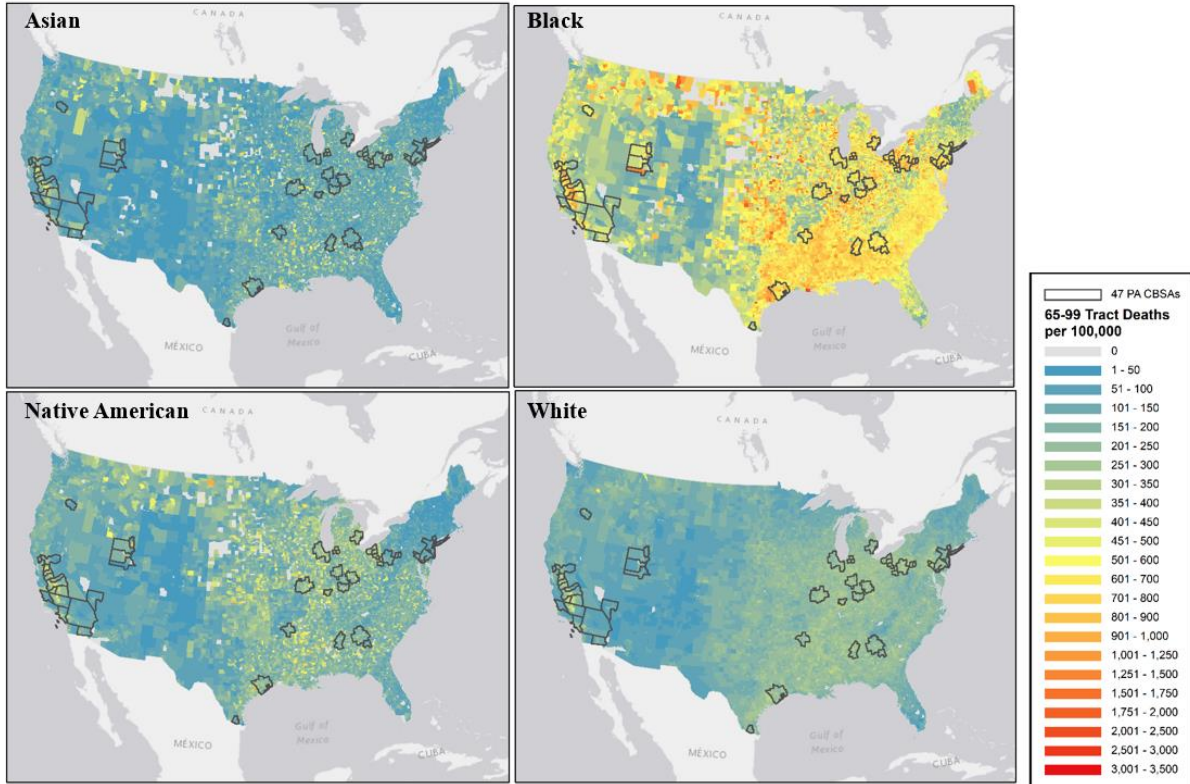 Asian
CANADA
MÉXICO
Gulf of
Mexico
CUBA
Black
CANADA
MÉXICO
Gulf of
Mexico
CUBA
Native American
CANADA
MÉXICO
Gulf of
Mexico
CUBA
White
CANADA
MÉXICO
Gulf of
Mexico
CUBA
47 PA CBSAs
65-99 Tract Deaths
per 100,000
0
1 - 50
51 - 100
101 - 150
151 - 200
201 - 250
251 - 300
301 - 350
351 - 400
401 - 450
451 - 500
501 - 600
601 - 700
701 - 800
801 - 900
901 - 1,000
1,001 - 1,250
1,251 - 1,500
1,501 - 1,750
1,751 - 2,000
2,001 - 2,500
2,501 - 3,000
3,001 - 3,500